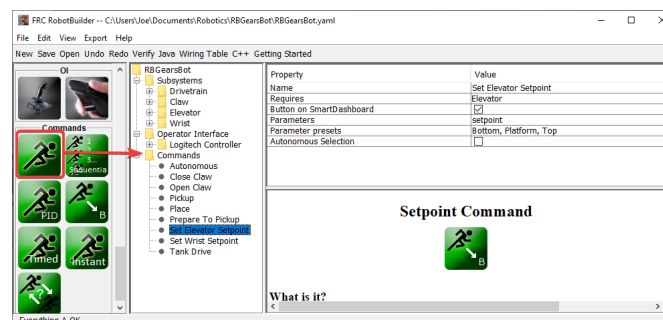 FRC RobotBuilder -- C:\Users\Joe\Documents\Robotics\RBGearsBot\RBGearsBot.yaml
File Edit View Export Help
New Save Open Undo Redo Verify Java Wiring Table C++ Getting Started
OI
Commands
1
2
3...
Sequentia
PID
B
Timed
Instant
?
RBGearsBot
Subsystems
Drivetrain
Claw
Elevator
Wrist
Operator Interface
Logitech Controller
Commands
Autonomous
Close Claw
Open Claw
Pickup
Place
Prepare To Pickup
Set Elevator Setpoint
Set Wrist Setpoint
Tank Drive
Property Value
Name Set Elevator Setpoint
Requires Elevator
Button on SmartDashboard
Parameters setpoint
Parameter presets Bottom, Platform, Top
Autonomous Selection
Setpoint Command
B
What is it?
Everything A OK